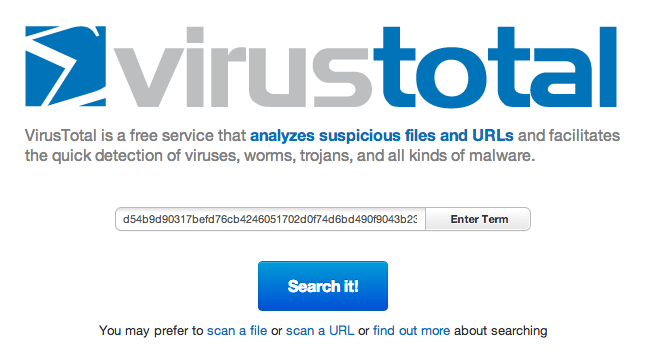 virustotal
VirusTotal is a free service that analyzes suspicious files and URLs and facilitates
the quick detection of viruses, worms, trojans, and all kinds of malware.
d54b9d90317befd76cb4246051702d0f74d6bd490f9043b23 Enter Term
Search it!
You may prefer to scan a file or scan a URL or find out more about searching